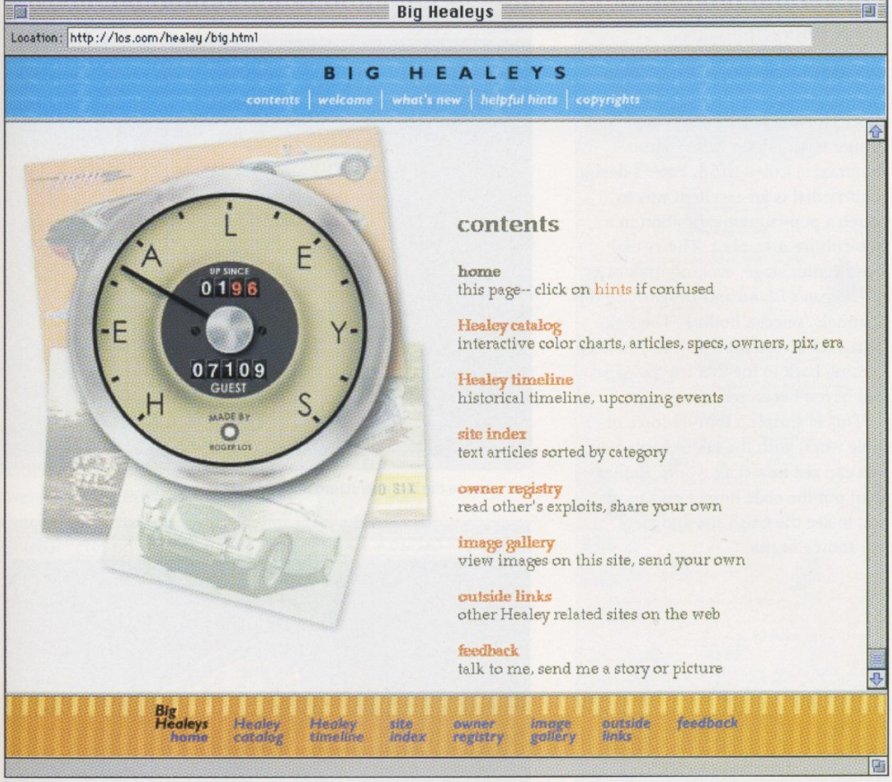 Big Healeys
Location: http://los.com/healey/big.html
BIG HEALEYS
contents | welcome | what's new | helpful hints | copyrights
HEALEYS
UP SINCE
0196
07109
GUEST
MADE BY
ROGER LOS
SIX
contents
home
this page-- click on hints if confused
Healey catalog
interactive color charts, articles, specs, owners, pix, era
Healey timeline
historical timeline, upcoming events
site index
text articles sorted by category
owner registry
read other's exploits, share your own
image gallery
view images on this site, send your own
outside links
other Healey related sites on the web
feedback
talk to me, send me a story or picture
Big Healeys home
Healey catalog
Healey timeline
site index
owner registry
image gallery
outside links
feedback